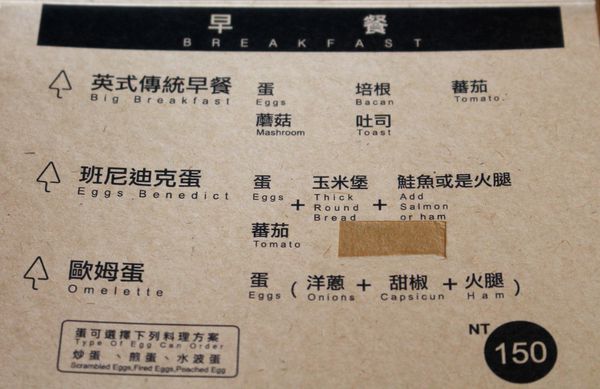 早餐
BREAKFAST
英式傳統早餐 蛋 培根 蕃茄
Big Breakfast Eggs Bacan Tomato.
蘑菇 吐司
Mashroom Toast
班尼迪克蛋 蛋 + 玉米堡 + 鮭魚或是火腿
Eggs Benedict Eggs Thick Round Bread Add Salmon or ham
蕃茄
Tomato
歐姆蛋 蛋 ( 洋蔥 + 甜椒 + 火腿 )
Omelette Eggs Onions Capsicun Ham
蛋可選擇下列料理方案
Type Of Egg Can Order
炒蛋 、煎蛋、水波蛋
Scrambled Eggs,Fired Eggs,Poached Egg
NT 150